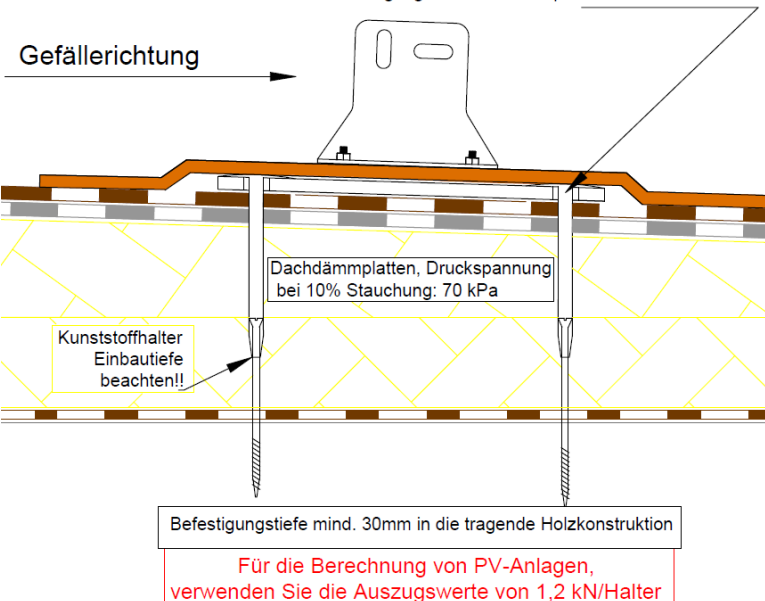 Gefällerichtung
Dachdämmplatten, Druckspannung
bei 10% Stauchung: 70 kPa
Kunststoffhalter
Einbautiefe
beachten!!
Befestigungstiefe mind. 30mm in die tragende Holzkonstruktion
Für die Berechnung von PV-Anlagen,
verwenden Sie die Auszugswerte von 1,2 kN/Halter